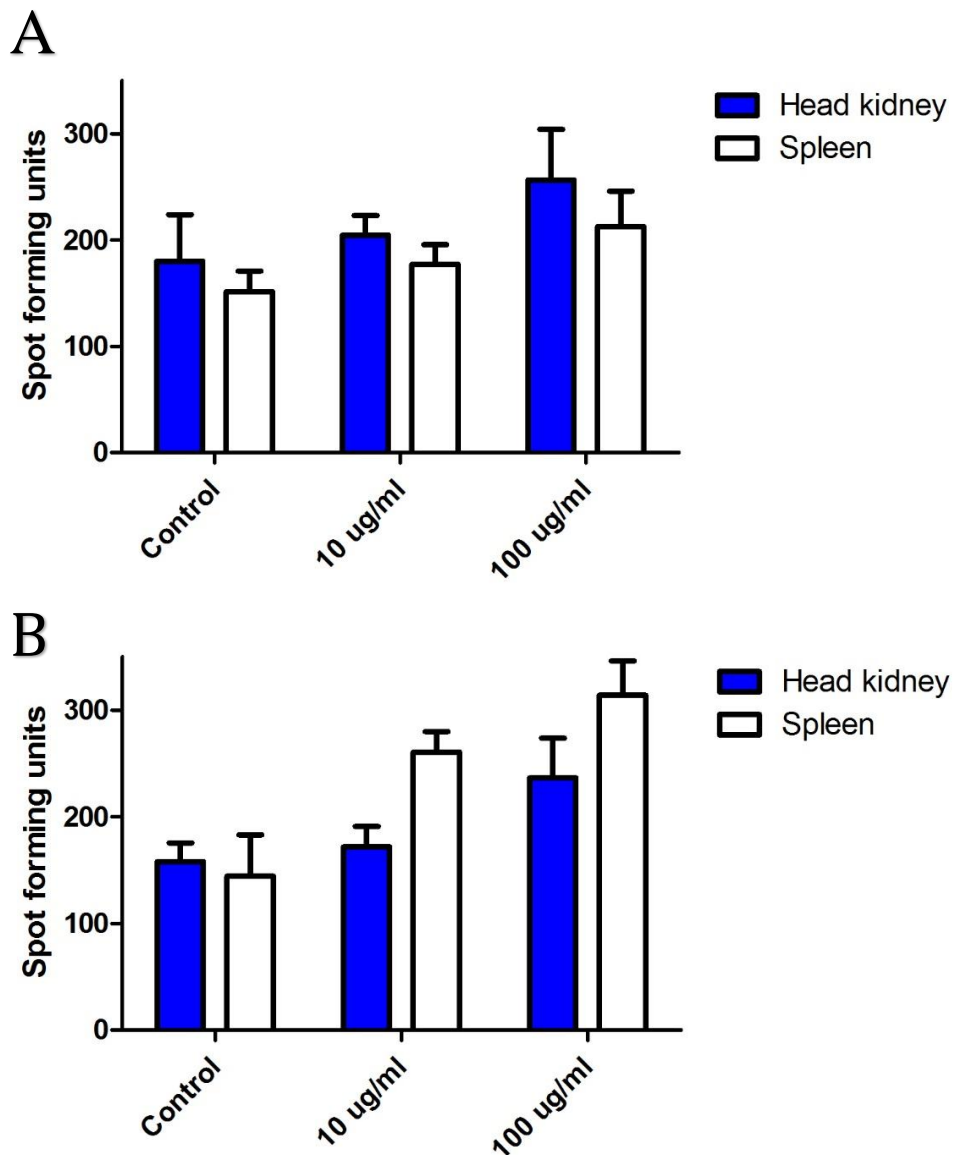 A
Spot forming units
300
200
100
0
Control
10 ug/ml
100 ug/ml
Head kidney
Spleen
B
Spot forming units
300
200
100
0
Control
10 ug/ml
100 ug/ml
Head kidney
Spleen